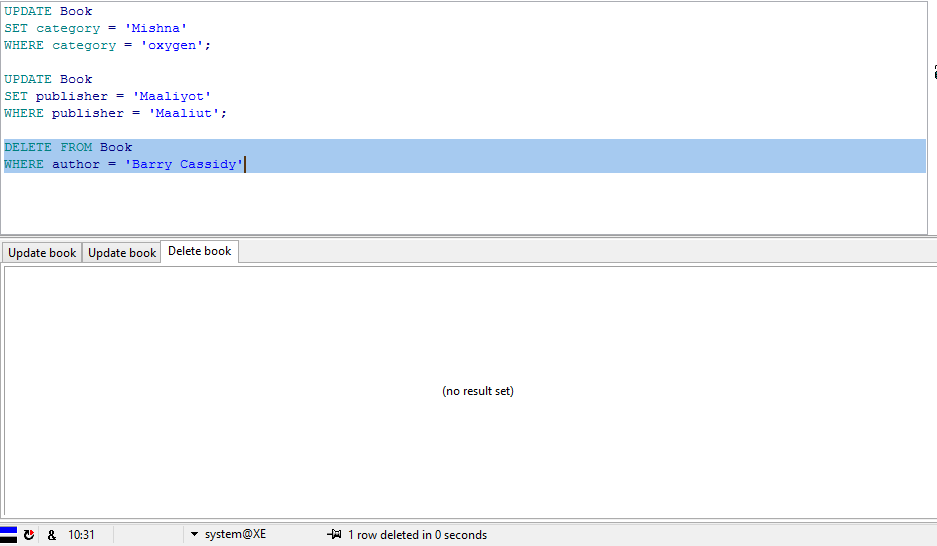 UPDATE Book
SET category = 'Mishna'
WHERE category = 'oxygen';
UPDATE Book
SET publisher = 'Maaliyot'
WHERE publisher = 'Maaliut';
DELETE FROM Book
WHERE author = 'Barry Cassidy'
Update book Update book Delete book
(no result set)
& 10:31 system@XE 1 row deleted in 0 seconds